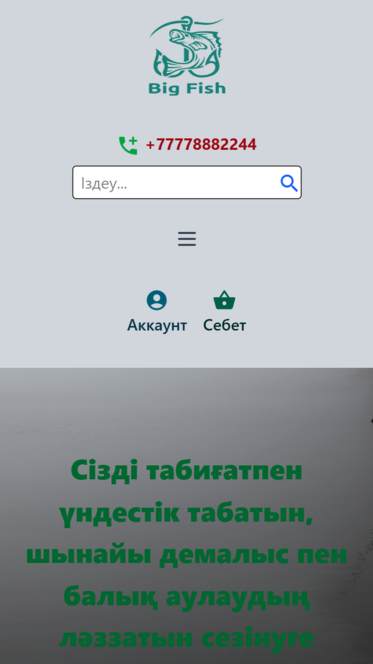 Big Fish
+77778882244
Іздеу...
Аккаунт
Себет
Сізді табиғатпен
үндестік табатын,
шынайы демалыс пен
балық аулаудың
ләззатын сезінуге